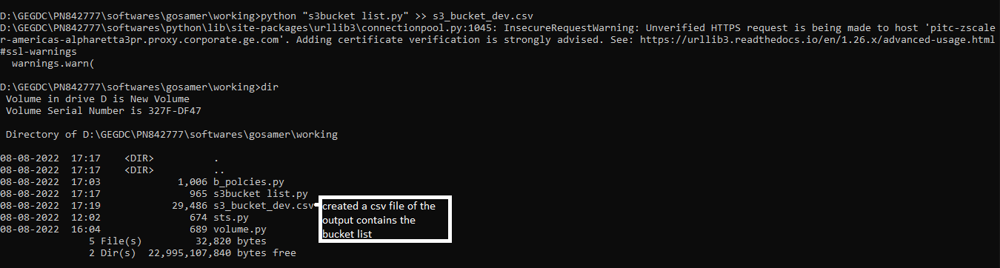 D:\GEGDC\PN842777\softwares\gosamer\working>python "s3bucket list.py" >> s3_bucket_dev.csv
D:\GEGDC\PN842777\softwares\python\lib\site-packages\urllib3\connectionpool.py:1045: InsecureRequestWarning: Unverified HTTPS request is being made to host 'pitc-zscale
r-americas-alpharetta3pr.proxy.corporate.ge.com'. Adding certificate verification is strongly advised. See: https://urllib3.readthedocs.io/en/1.26.x/advanced-usage.html
#ssl-warnings
  warnings.warn(
D:\GEGDC\PN842777\softwares\gosamer\working>dir
 Volume in drive D is New Volume
 Volume Serial Number is 327F-DF47
 Directory of D:\GEGDC\PN842777\softwares\gosamer\working
08-08-2022  17:17    <DIR>          .
08-08-2022  17:17    <DIR>          ..
08-08-2022  17:03             1,006 b_polcies.py
08-08-2022  17:17               965 s3bucket list.py
08-08-2022  17:19            29,486 s3_bucket_dev.csv
08-08-2022  12:02               674 sts.py
08-08-2022  16:04               689 volume.py
               5 File(s)         32,820 bytes
               2 Dir(s)  22,995,107,840 bytes free
created a csv file of the
output contains the
bucket list